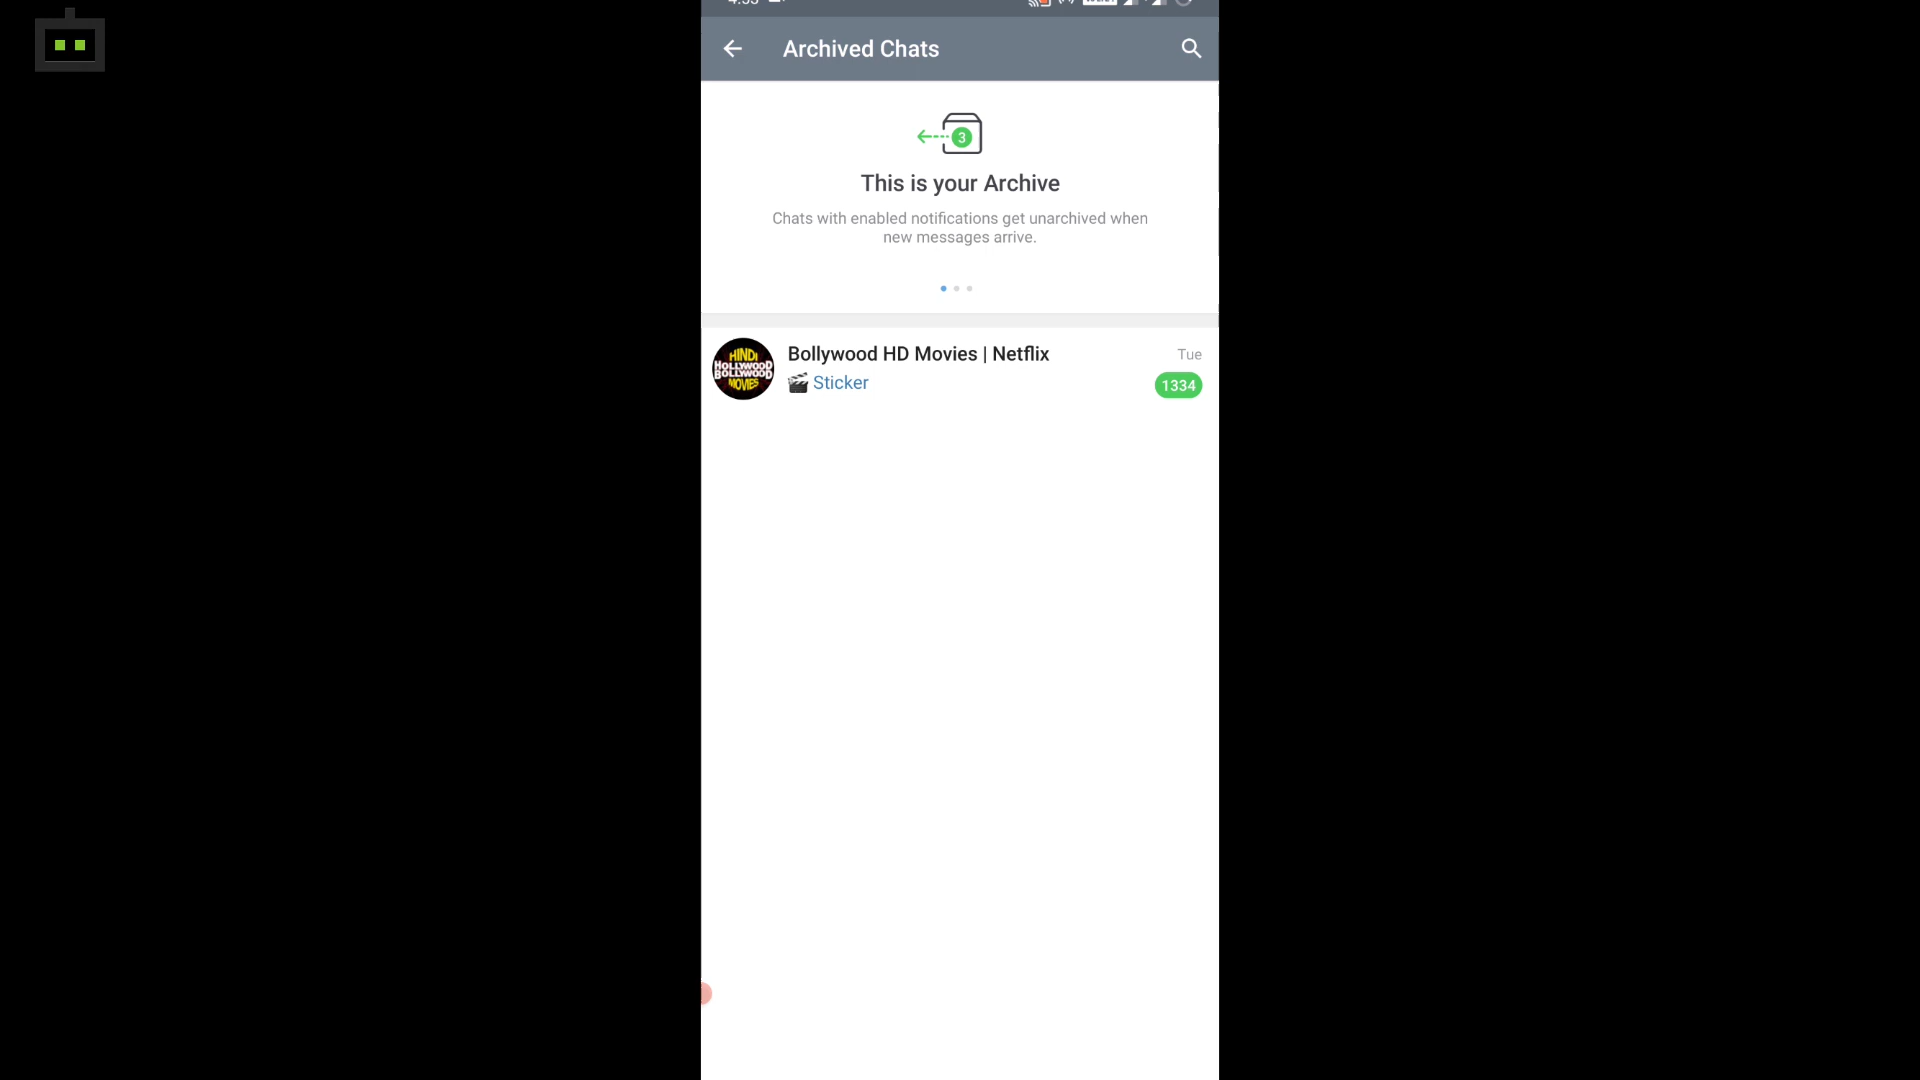 Archived Chats
3
This is your Archive
Chats with enabled notifications get unarchived when
new messages arrive.
Bollywood HD Movies | Netflix
Tue
HINDI
HOLLYWOOD
BOLLYWOOD
MOVIES
Sticker
1334